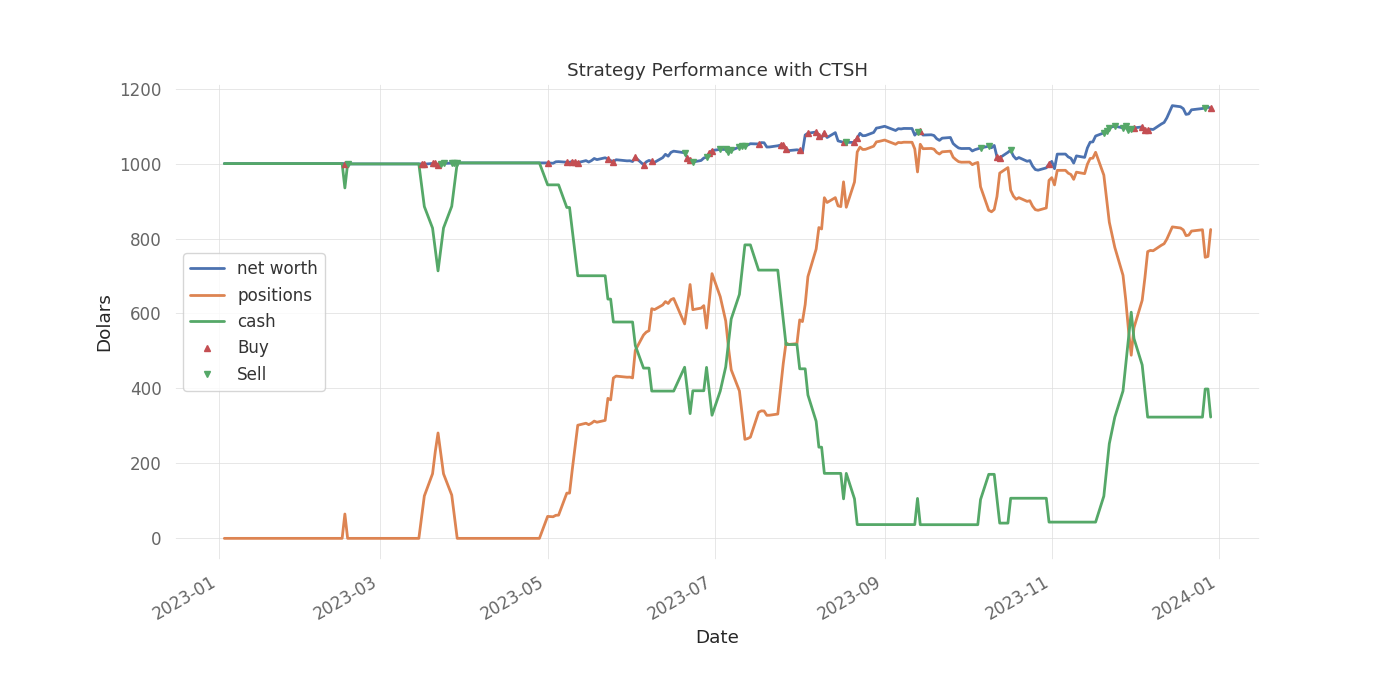 Strategy Performance with CTSH
1200
1000
800
600
400
200
0
Dolars
net worth
positions
cash
Buy
Sell
2023-01
2023-03
2023-05
2023-07
2023-09
2023-11
2024-01
Date